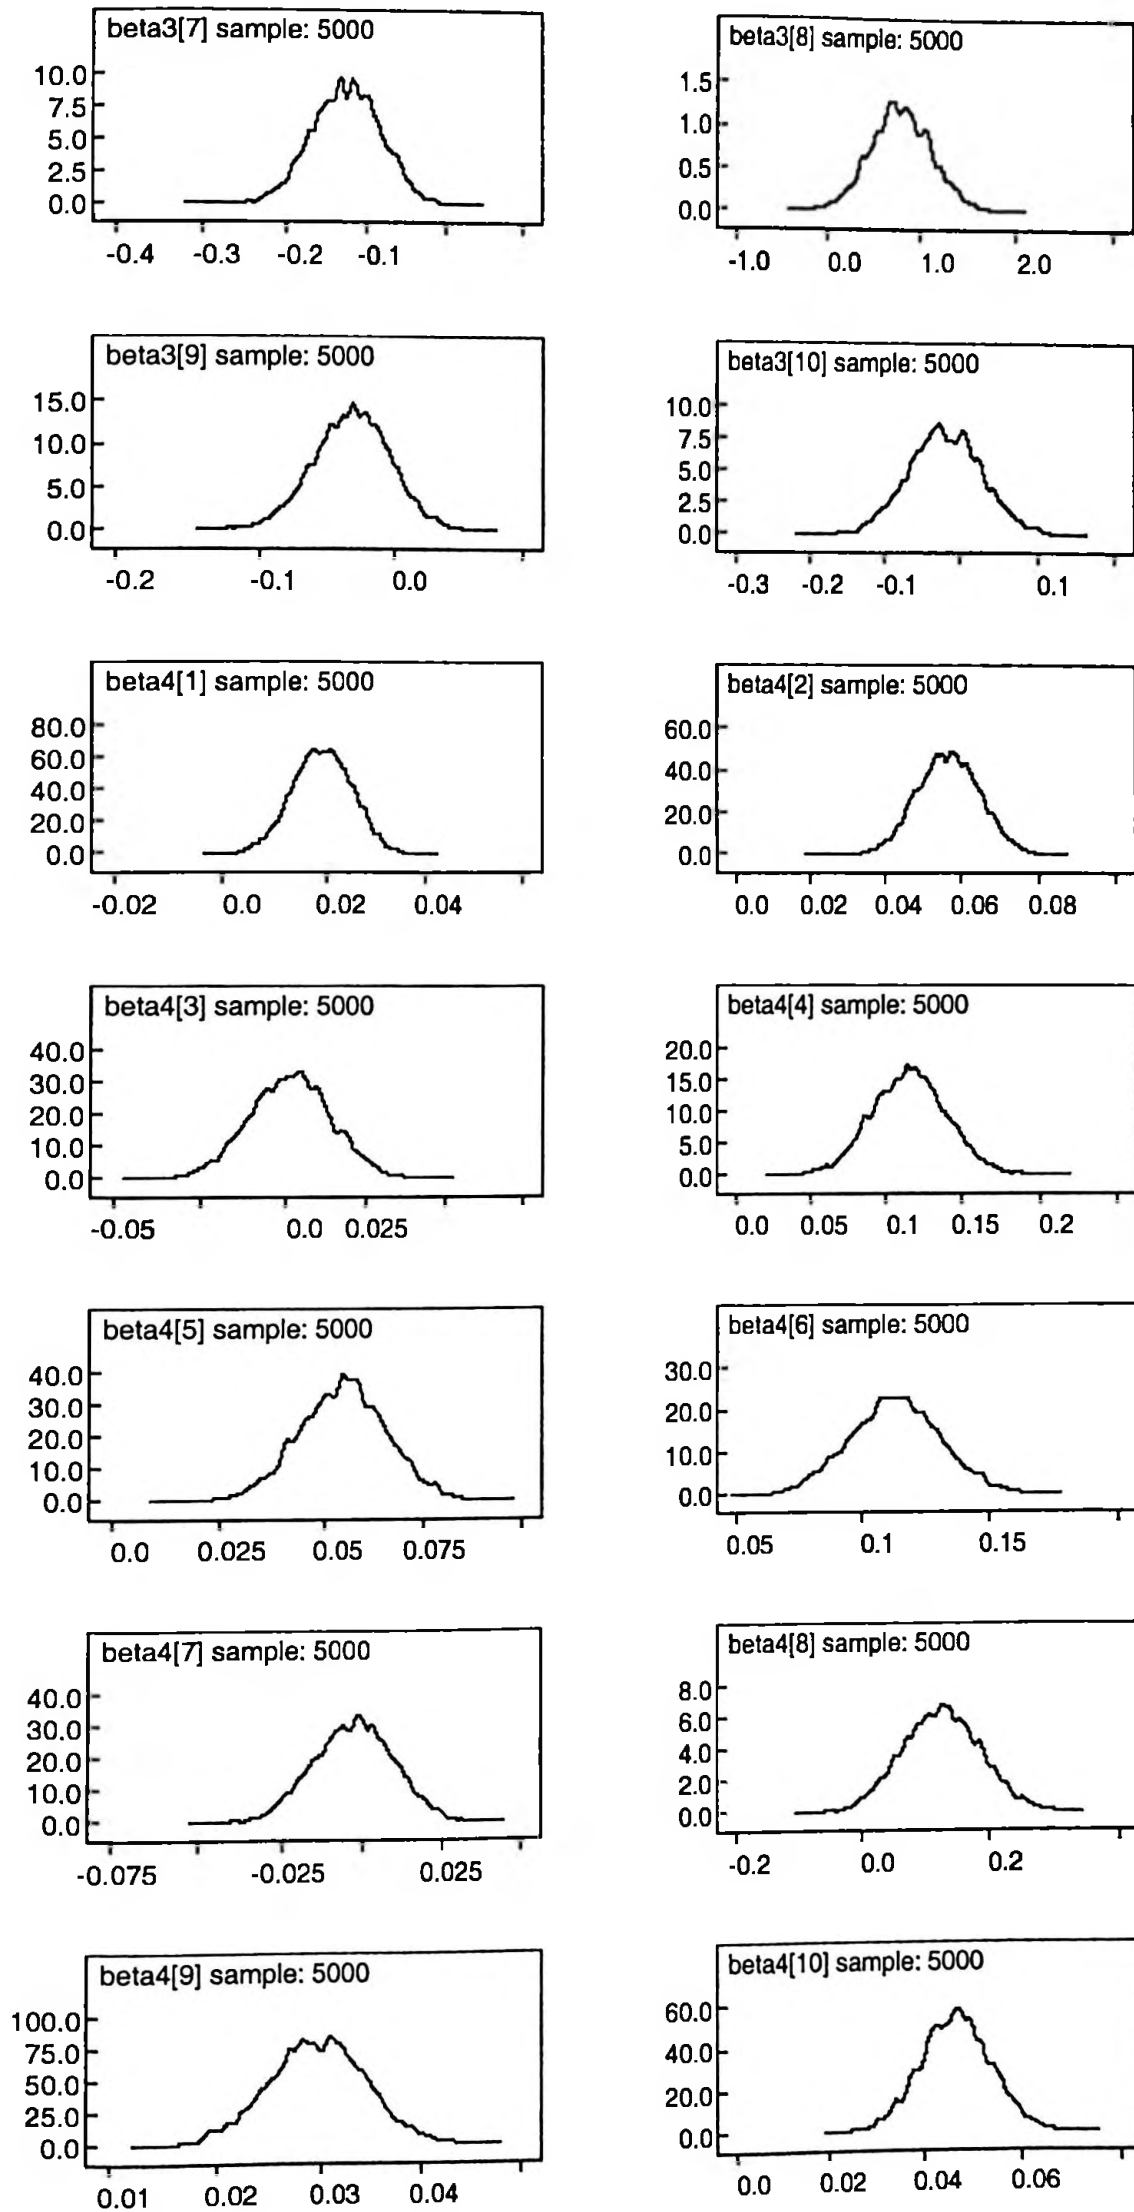 beta3[7] sample: 5000
10.0
7.5
5.0
2.5
0.0
-0.4 -0.3 -0.2 -0.1
beta3[8] sample: 5000
1.5
1.0
0.5
0.0
-1.0 0.0 1.0 2.0
beta3[9] sample: 5000
15.0
10.0
5.0
0.0
-0.2 -0.1 0.0
beta3[10] sample: 5000
10.0
7.5
5.0
2.5
0.0
-0.3 -0.2 -0.1 0.1
beta4[1] sample: 5000
80.0
60.0
40.0
20.0
0.0
-0.02 0.0 0.02 0.04
beta4[2] sample: 5000
60.0
40.0
20.0
0.0
0.0 0.02 0.04 0.06 0.08
beta4[3] sample: 5000
40.0
30.0
20.0
10.0
0.0
-0.05 0.0 0.025
beta4[4] sample: 5000
20.0
15.0
10.0
5.0
0.0
0.0 0.05 0.1 0.15 0.2
beta4[5] sample: 5000
40.0
30.0
20.0
10.0
0.0
0.0 0.025 0.05 0.075
beta4[6] sample: 5000
30.0
20.0
10.0
0.0
0.05 0.1 0.15
beta4[7] sample: 5000
40.0
30.0
20.0
10.0
0.0
-0.075 -0.025 0.025
beta4[8] sample: 5000
8.0
6.0
4.0
2.0
0.0
-0.2 0.0 0.2
beta4[9] sample: 5000
100.0
75.0
50.0
25.0
0.0
0.01 0.02 0.03 0.04
beta4[10] sample: 5000
60.0
40.0
20.0
0.0
0.0 0.02 0.04 0.06